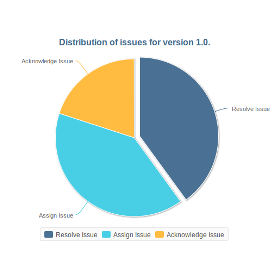 Distribution of issues for version 1.0.
Acknowledge Issue
Resolve Issue
Assign Issue
Resolve Issue Assign Issue Acknowledge Issue